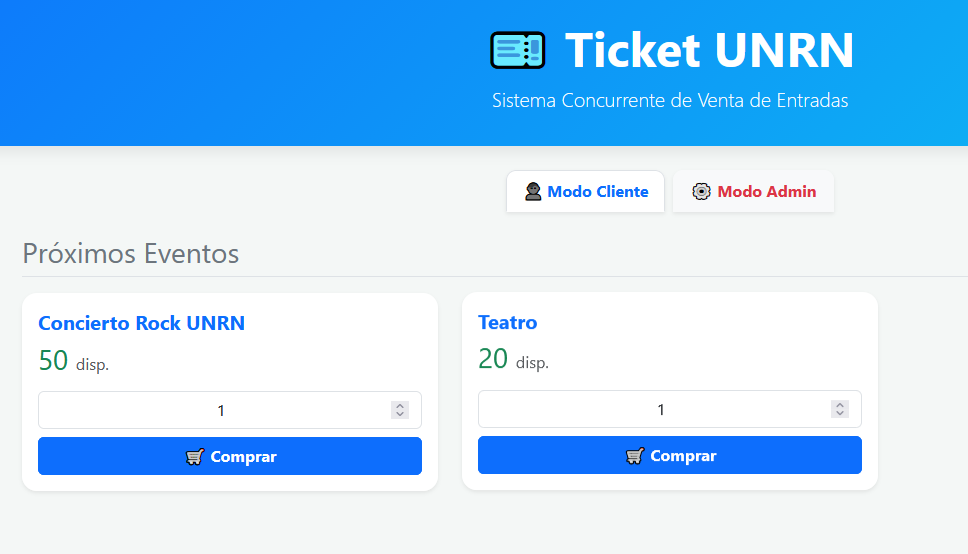 Ticket UNRN
Sistema Concurrente de Venta de Entradas
Modo Cliente
Modo Admin
Próximos Eventos
Concierto Rock UNRN
50 disp.
1
Comprar
Teatro
20 disp.
1
Comprar